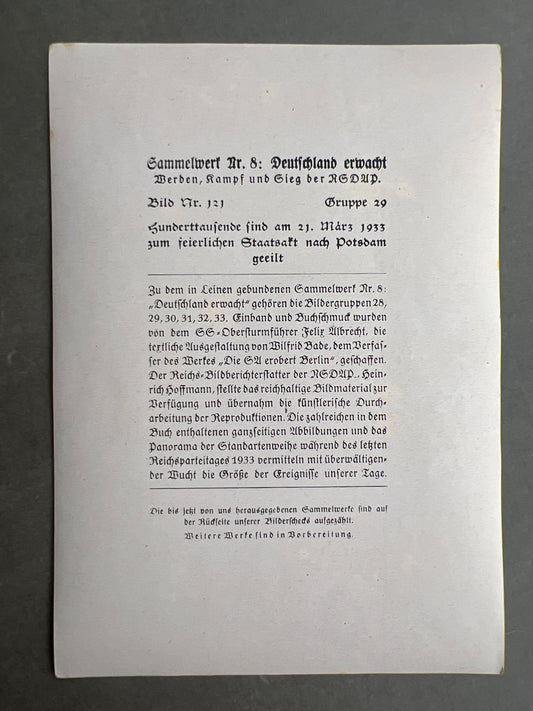 Sammelwerk Nr. 8: Deutschland erwacht
Werden, Kampf und Sieg der NSDAP.
Bild Nr. 121 Gruppe 29
Hunderttausende sind am 21. März 1933
zum feierlichen Staatsakt nach Potsdam
geeilt
Zu dem in Leinen gebundenen Sammelwerk Nr. 8:
„Deutschland erwacht“ gehören die Bildergruppen 28,
29, 30, 31, 32, 33. Einband und Buchschmuck wurden
von dem SS-Obersturmführer Felix Albrecht, die
textliche Ausgestaltung von Wilfrid Bade, dem Verfas-
ser des Werkes „Die SA erobert Berlin“, geschaffen.
Der Reichs-Bildberichterstatter der NSDAP., Hein-
rich Hoffmann, stellte das reichhaltige Bildmaterial zur
Verfügung und übernahm die künstlerische Durch-
arbeitung der Reproduktionen. Die zahlreichen in dem
Buch enthaltenen ganzseitigen Abbildungen und das
Panorama der Standartenweihe während des letzten
Reichsparteitages 1933 vermitteln mit überwältigen-
der Wucht die Größe der Ereignisse unserer Tage.
Die bis jetzt von uns herausgegebenen Sammelwerke sind auf
der Rückseite unserer Bilderschecks aufgezählt.
Weitere Werke sind in Vorbereitung.